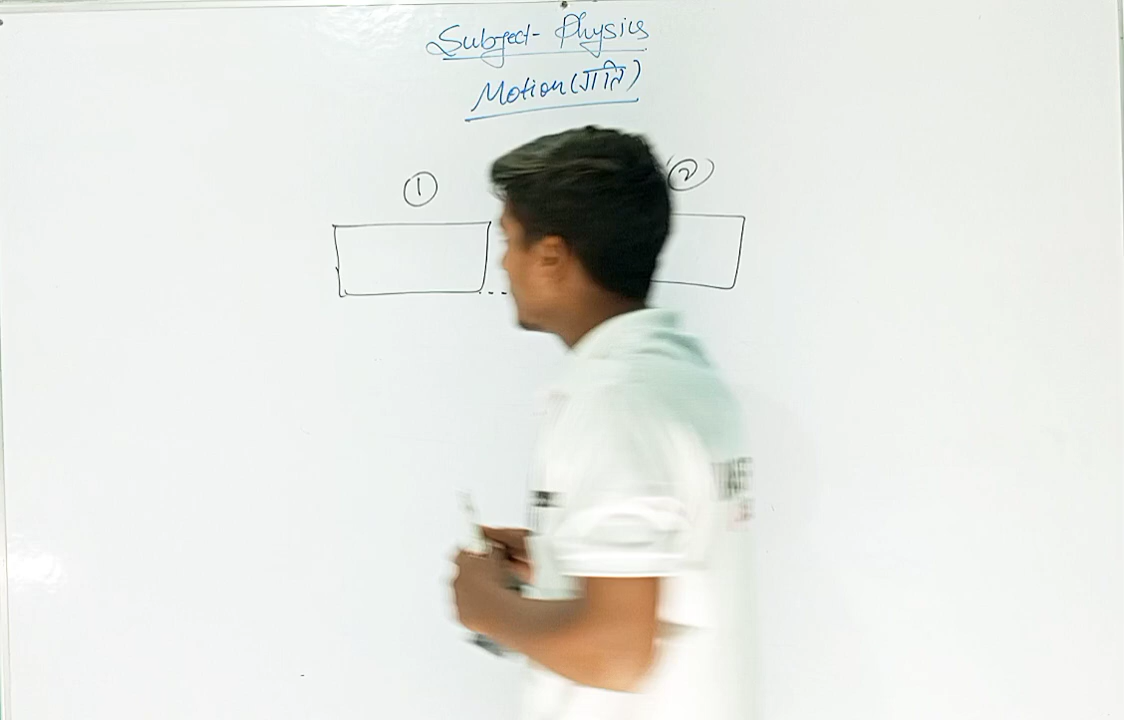 Subject- Physics
Motion (गति)
① ②